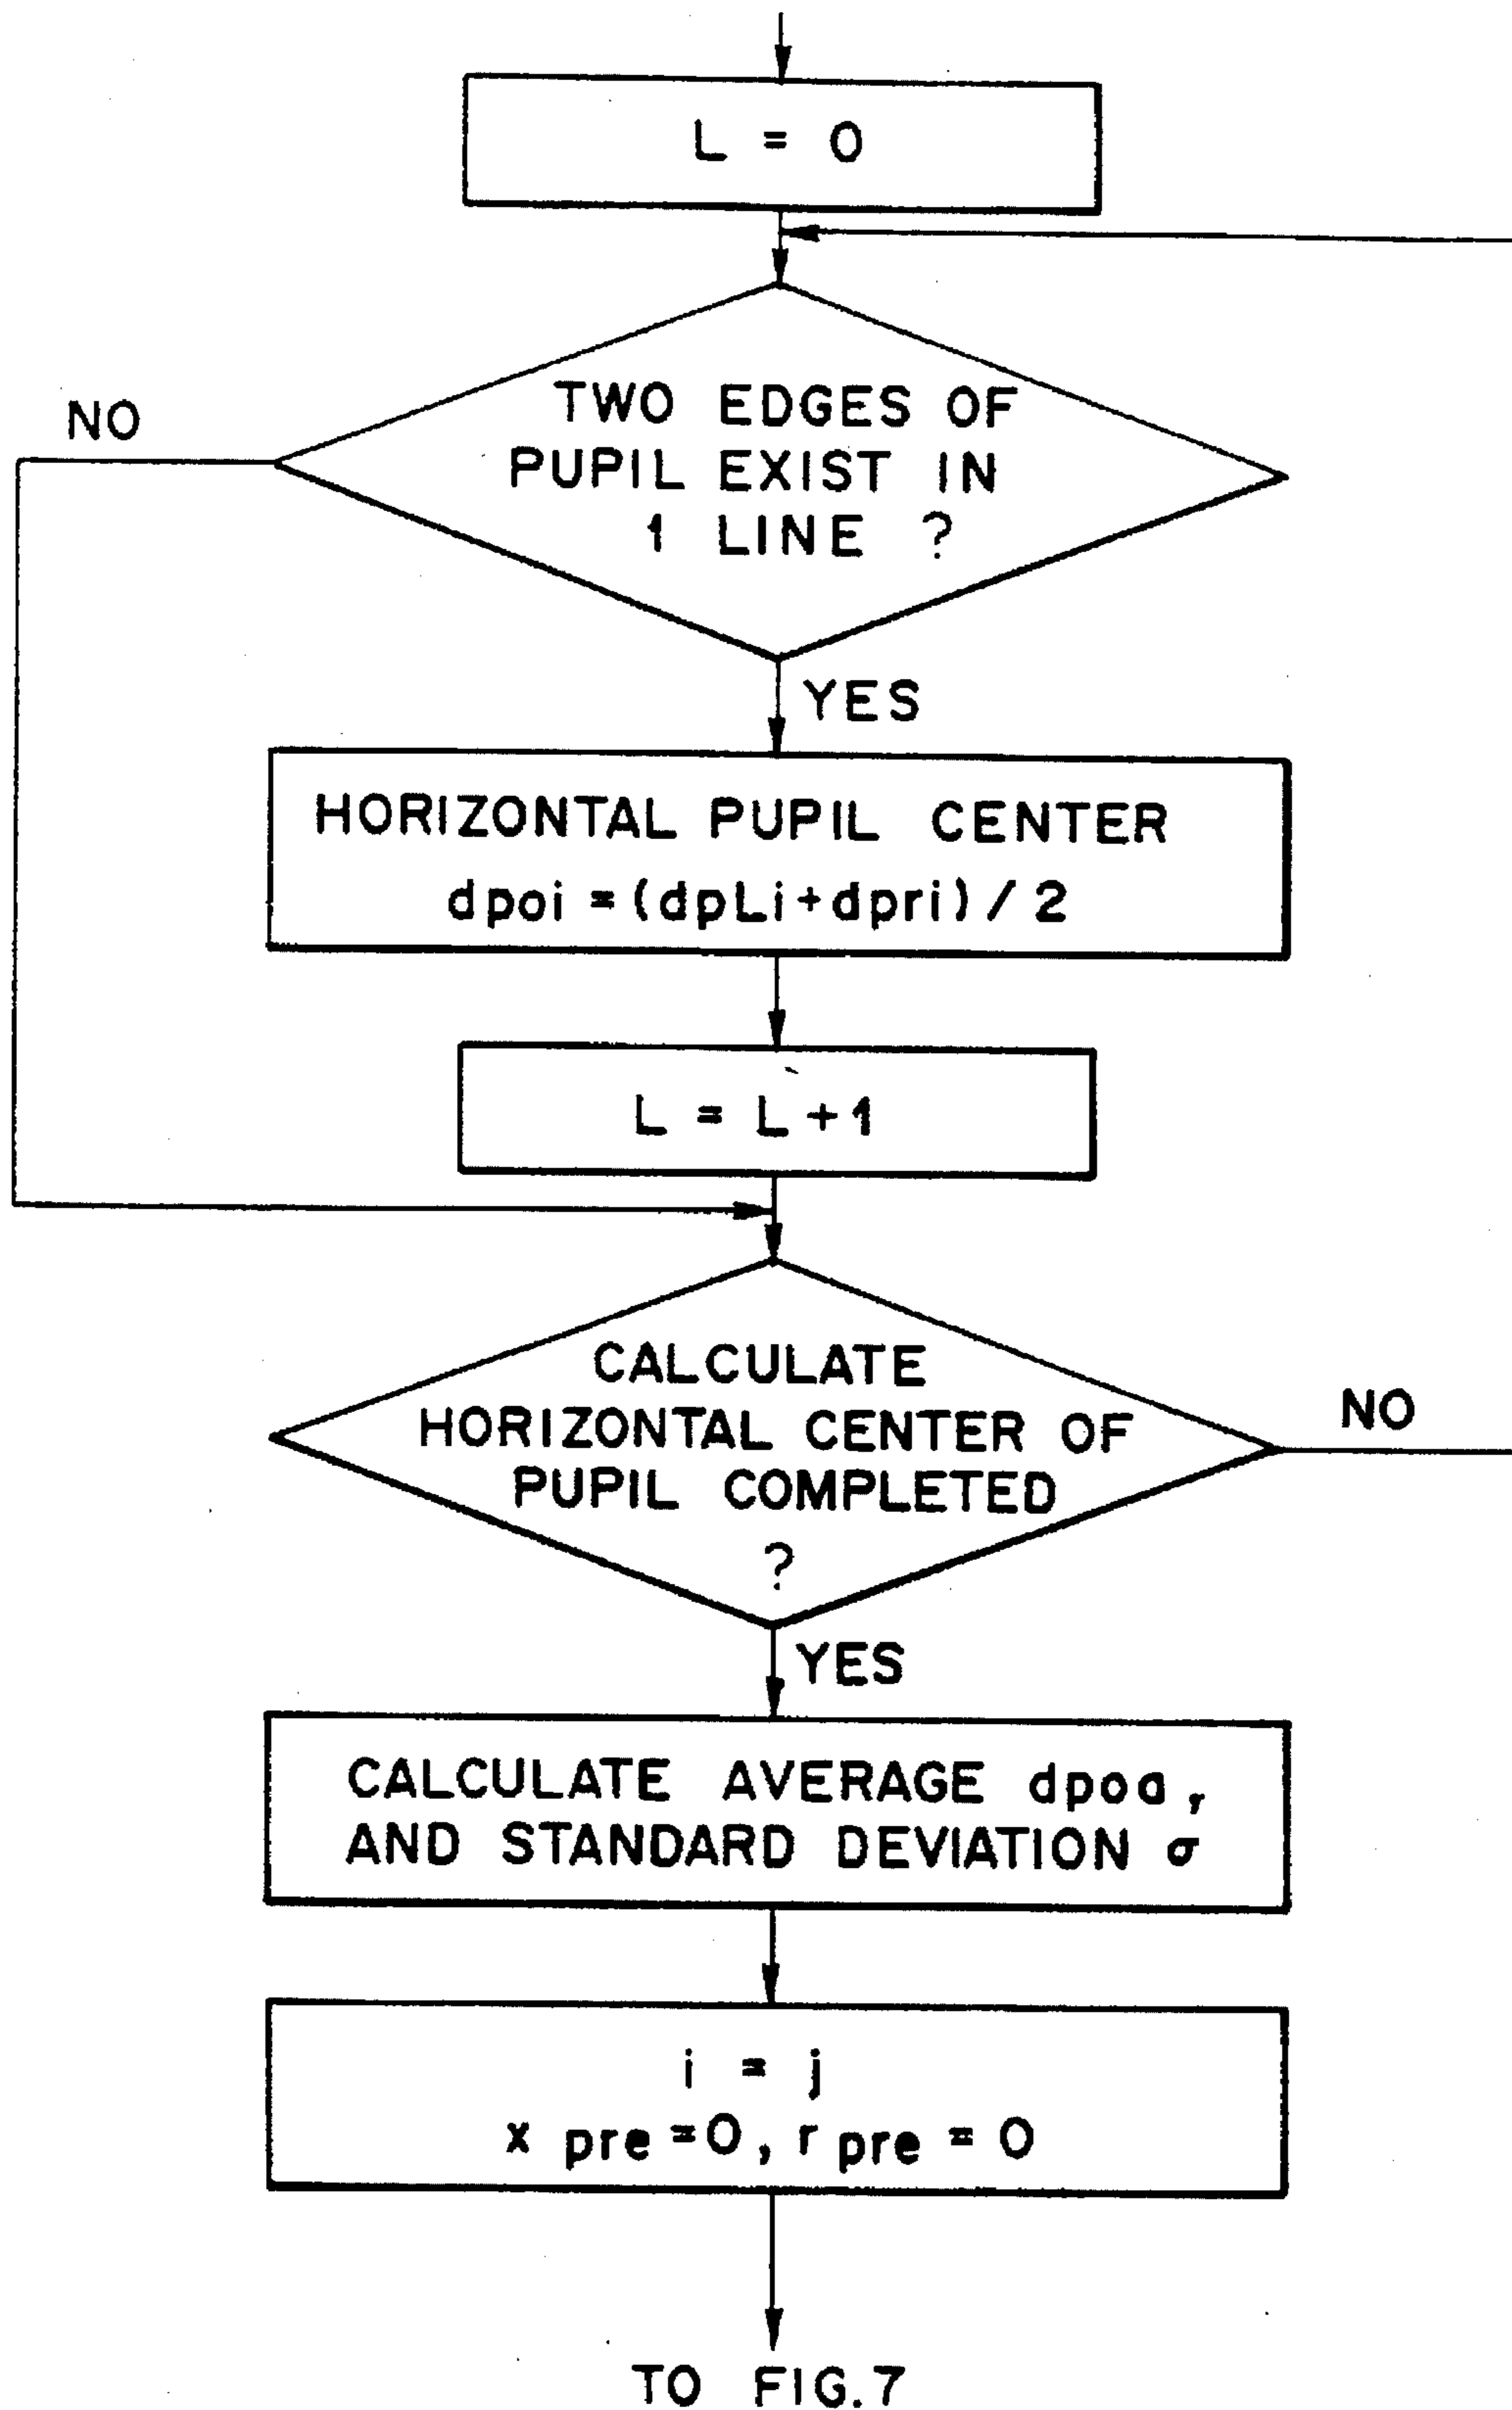 L = 0
NO
TWO EDGES OF
PUPIL EXIST IN
1 LINE ?
YES
HORIZONTAL PUPIL CENTER
dpoi = (dpLi+dpri) / 2
L = L +1
CALCULATE
HORIZONTAL CENTER OF
PUPIL COMPLETED
?
NO
YES
CALCULATE AVERAGE dpoa,
AND STANDARD DEVIATION σ
i = j
x pre =0, r pre = 0
TO FIG.7